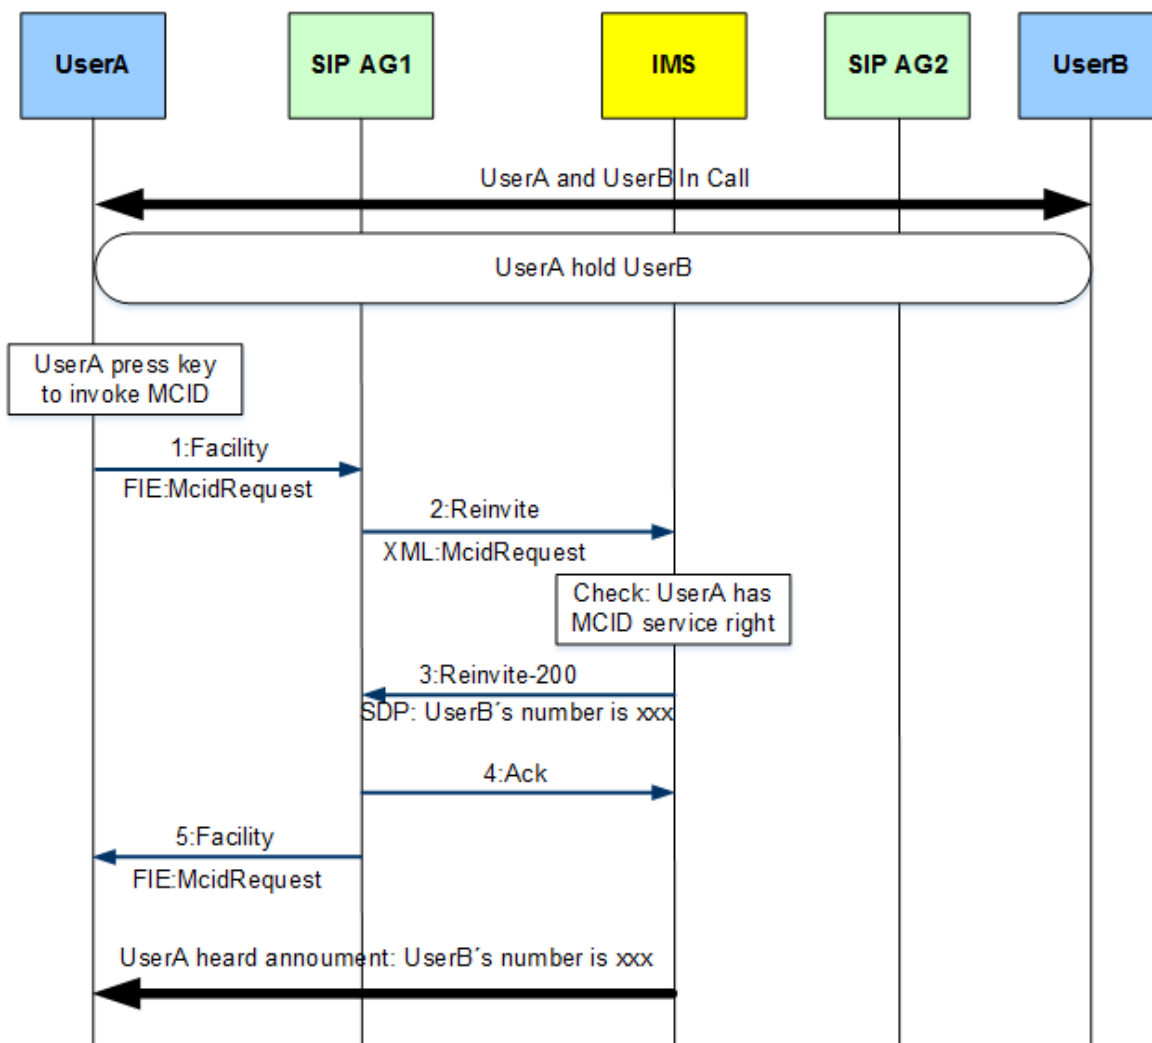 UserA
SIP AG1
IMS
SIP AG2
UserB
UserA and UserB In Call
UserA hold UserB
UserA press key
to invoke MCID
1:Facility
FIE:McidRequest
2:Reinvite
XML:McidRequest
Check: UserA has
MCID service right
3:Reinvite-200
SDP: UserB´s number is xxx
4:Ack
5:Facility
FIE:McidRequest
UserA heard annoument: UserB´s number is xxx